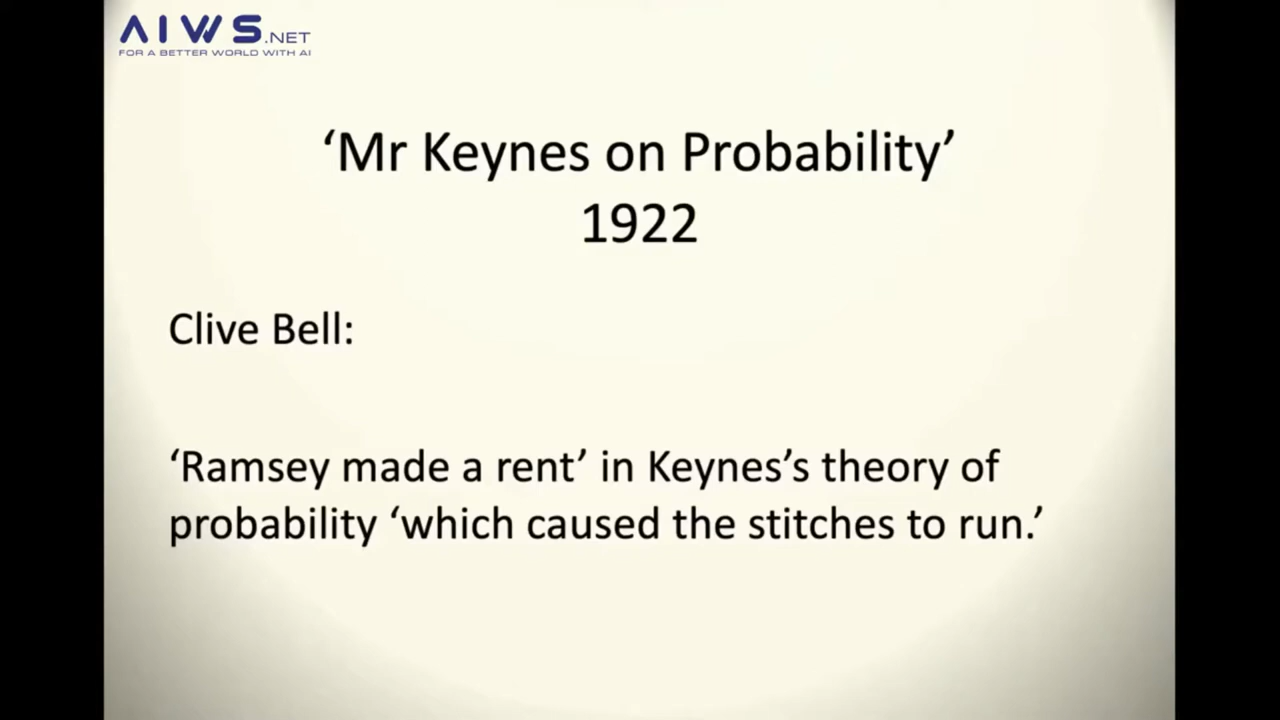 AIWS.NET
FOR A BETTER WORLD WITH AI
‘Mr Keynes on Probability’
1922
Clive Bell:
‘Ramsey made a rent’ in Keynes’s theory of
probability ‘which caused the stitches to run.’